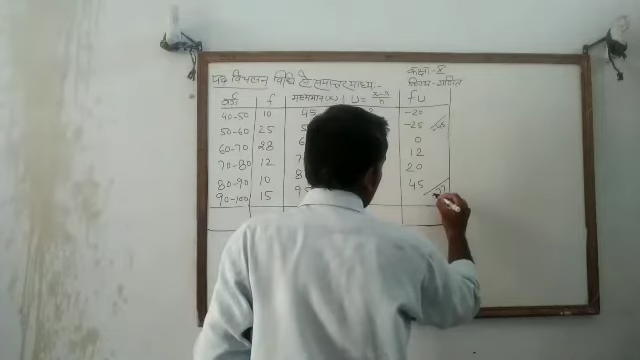 पद विचलन विधि से समान्तर माध्य:- कक्षा-X
विषय-गणित
वर्ग f मध्यमान(x) U = x-A/h fu
40-50 10 45 -20
50-60 25 -25
60-70 28 0
70-80 12 12
80-90 10 20
90-100 15 45